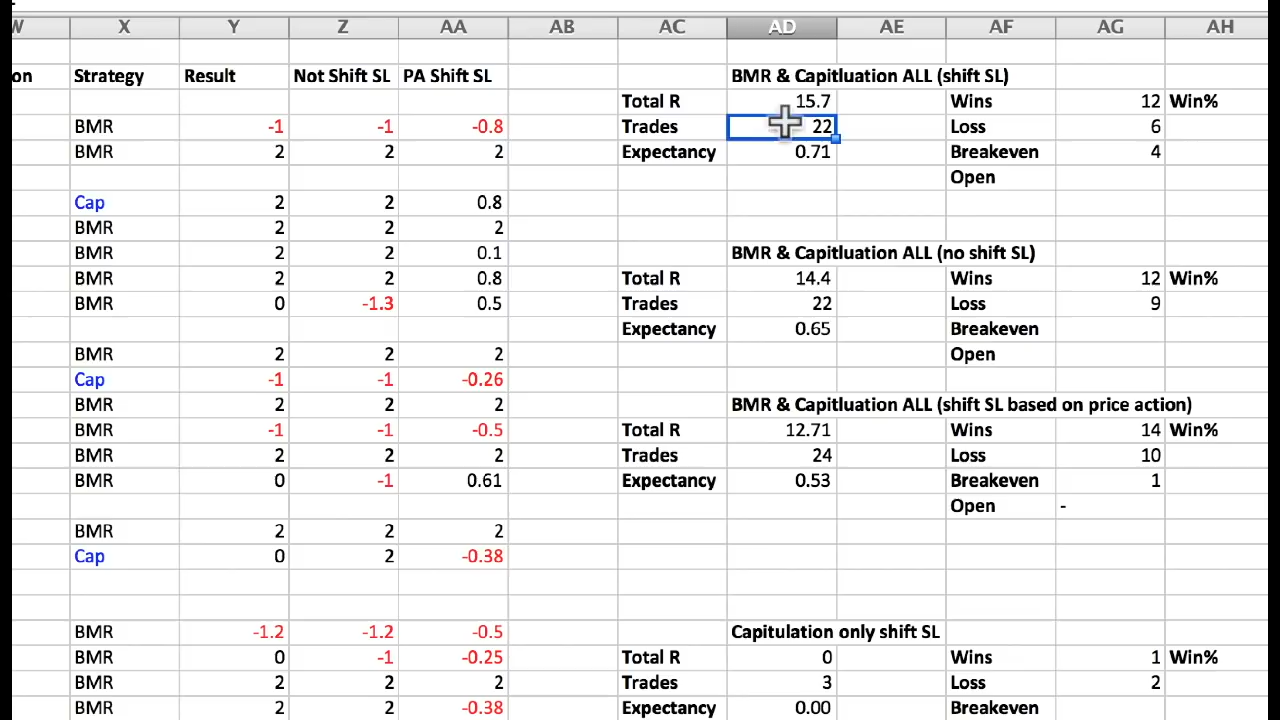 W X Y Z AA AB AC AD AE AF AG AH
on Strategy Result Not Shift SL PA Shift SL BMR & Capitluation ALL (shift SL)
Total R 15.7 Wins 12 Win%
BMR -1 -1 -0.8 Trades 22 Loss 6
BMR 2 2 2 Expectancy 0.71 Breakeven 4
Open
Cap 2 2 0.8
BMR 2 2 2
BMR 2 2 0.1 BMR & Capitluation ALL (no shift SL)
BMR 2 2 0.8 Total R 14.4 Wins 12 Win%
BMR 0 -1.3 0.5 Trades 22 Loss 9
Expectancy 0.65 Breakeven
BMR 2 2 2 Open
Cap -1 -1 -0.26
BMR 2 2 2 BMR & Capitluation ALL (shift SL based on price action)
BMR -1 -1 -0.5 Total R 12.71 Wins 14 Win%
BMR 2 2 2 Trades 24 Loss 10
BMR 0 -1 0.61 Expectancy 0.53 Breakeven 1
Open -
BMR 2 2 2
Cap 0 2 -0.38
BMR -1.2 -1.2 -0.5 Capitulation only shift SL
BMR 0 -1 -0.25 Total R 0 Wins 1 Win%
BMR 2 2 2 Trades 3 Loss 2
BMR 2 2 -0.38 Expectancy 0.00 Breakeven